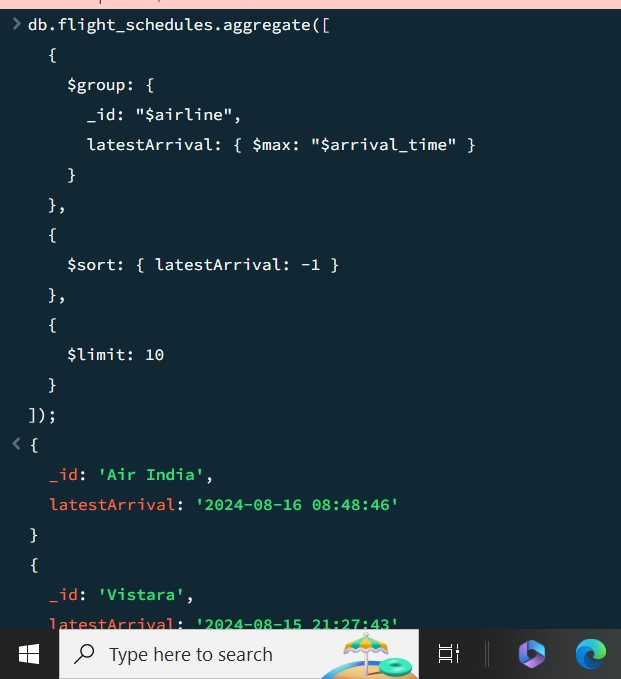 db.flight_schedules.aggregate([
{
$group: {
_id: "$airline",
latestArrival: { $max: "$arrival_time" }
}
},
{
$sort: { latestArrival: -1 }
},
{
$limit: 10
}
]);
{
_id: 'Air India',
latestArrival: '2024-08-16 08:48:46'
}
{
_id: 'Vistara',
latestArrival: '2024-08-15 21:27:43'
Type here to search